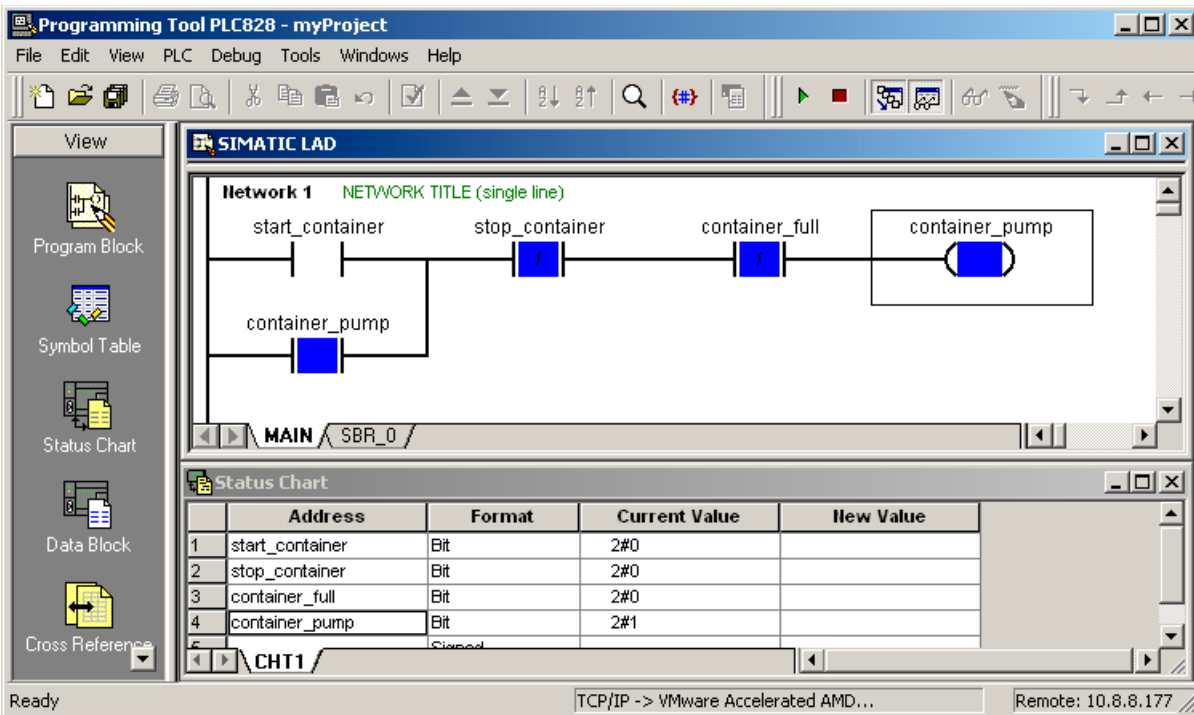 Programming Tool PLC828 - myProject
File Edit View PLC Debug Tools Windows Help
View
Program Block
Symbol Table
Status Chart
Data Block
Cross Reference
SIMATIC LAD
Network 1 NETWORK TITLE (single line)
start_container stop_container container_full container_pump
/ /
container_pump
MAIN SBR_0
Status Chart
Address Format Current Value New Value
1 start_container Bit 2#0
2 stop_container Bit 2#0
3 container_full Bit 2#0
4 container_pump Bit 2#1
5 Signed
CHT1
Ready TCP/IP -> VMware Accelerated AMD... Remote: 10.8.8.177